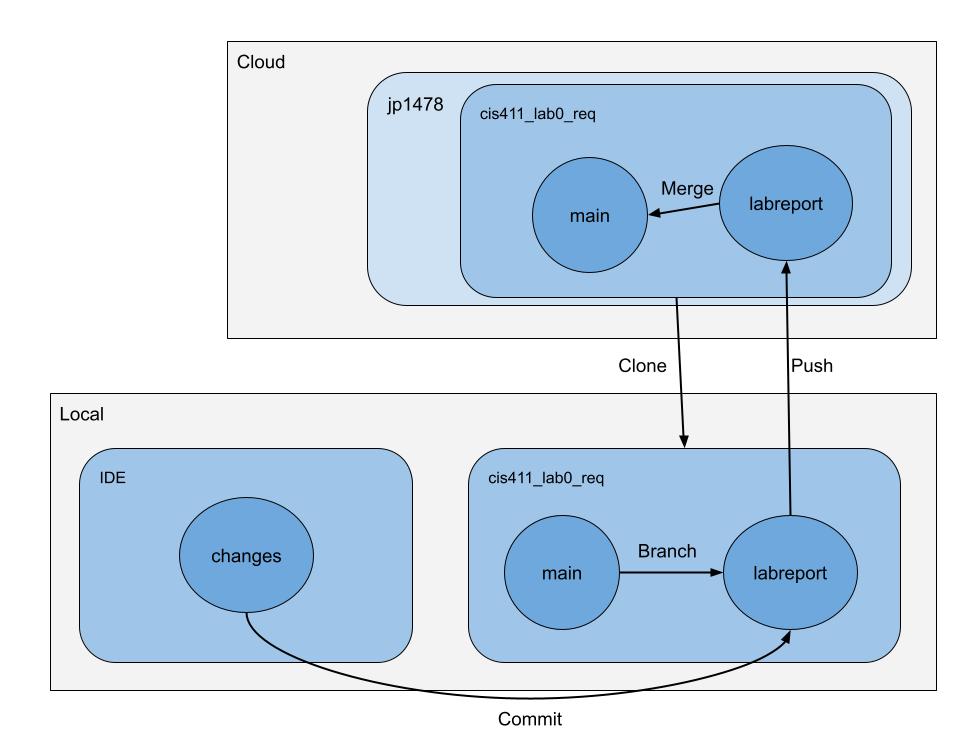 Cloud
jp1478
cis411_lab0_req
Merge
main
labreport
Clone
Push
Local
IDE
cis411_lab0_req
changes
Branch
main
labreport
Commit